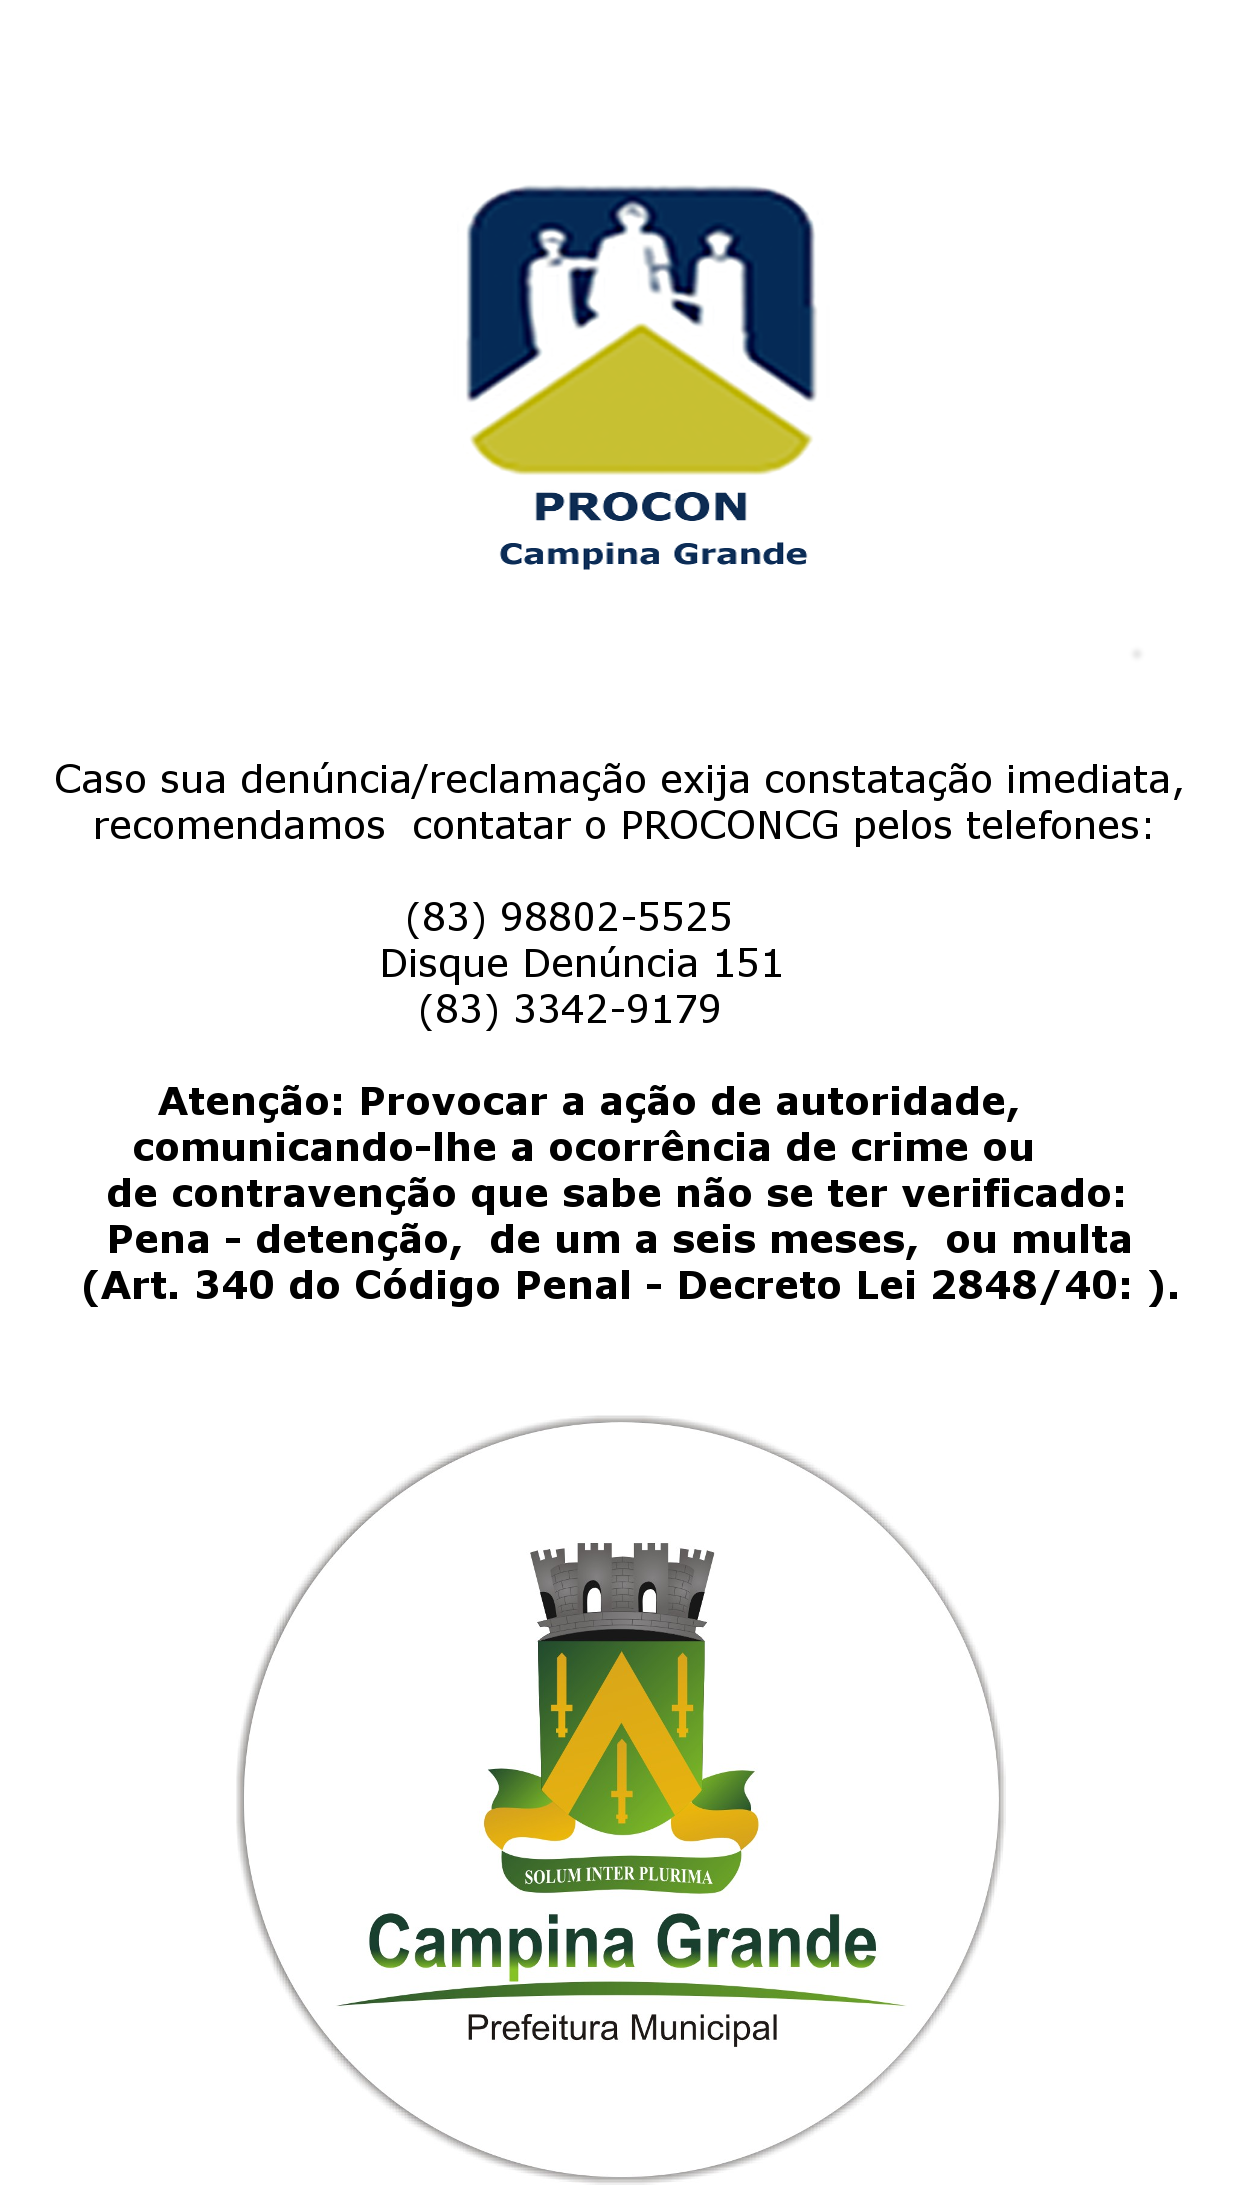 PROCON
Campina Grande
Caso sua denúncia/reclamação exija constatação imediata,
recomendamos contatar o PROCONCG pelos telefones:
(83) 98802-5525
Disque Denúncia 151
(83) 3342-9179
Atenção: Provocar a ação de autoridade,
comunicando-lhe a ocorrência de crime ou
de contravenção que sabe não se ter verificado:
Pena - detenção, de um a seis meses, ou multa
(Art. 340 do Código Penal - Decreto Lei 2848/40: ).
SOLUM INTER PLURIMA
Campina Grande
Prefeitura Municipal